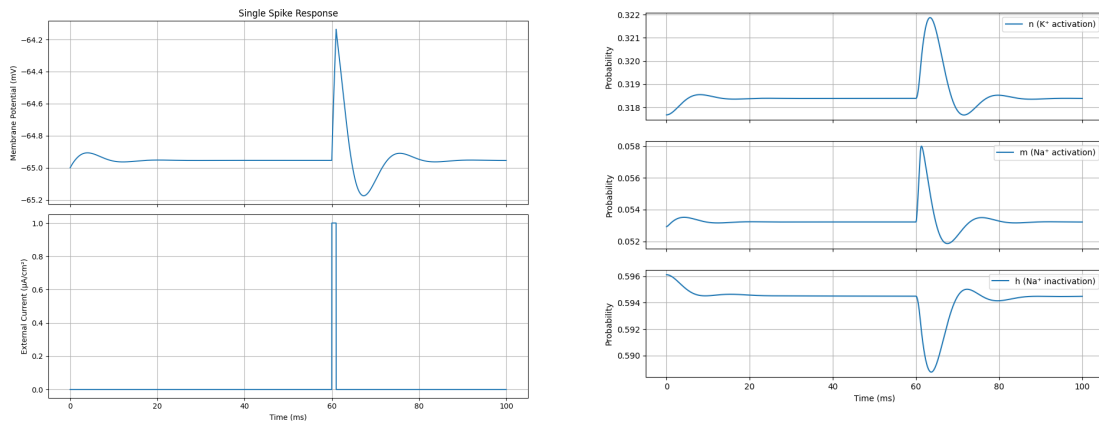 Single Spike Response
Membrane Potential (mV)
−64.2
−64.4
−64.6
−64.8
−65.0
−65.2
External Current (μA/cm²)
1.0
0.8
0.6
0.4
0.2
0.0
0 20 40 60 80 100
Time (ms)
Probability
0.322
0.321
0.320
0.319
0.318
n (K⁺ activation)
Probability
0.058
0.056
0.054
0.052
m (Na⁺ activation)
Probability
0.596
0.594
0.592
0.590
h (Na⁺ inactivation)
0 20 40 60 80 100
Time (ms)